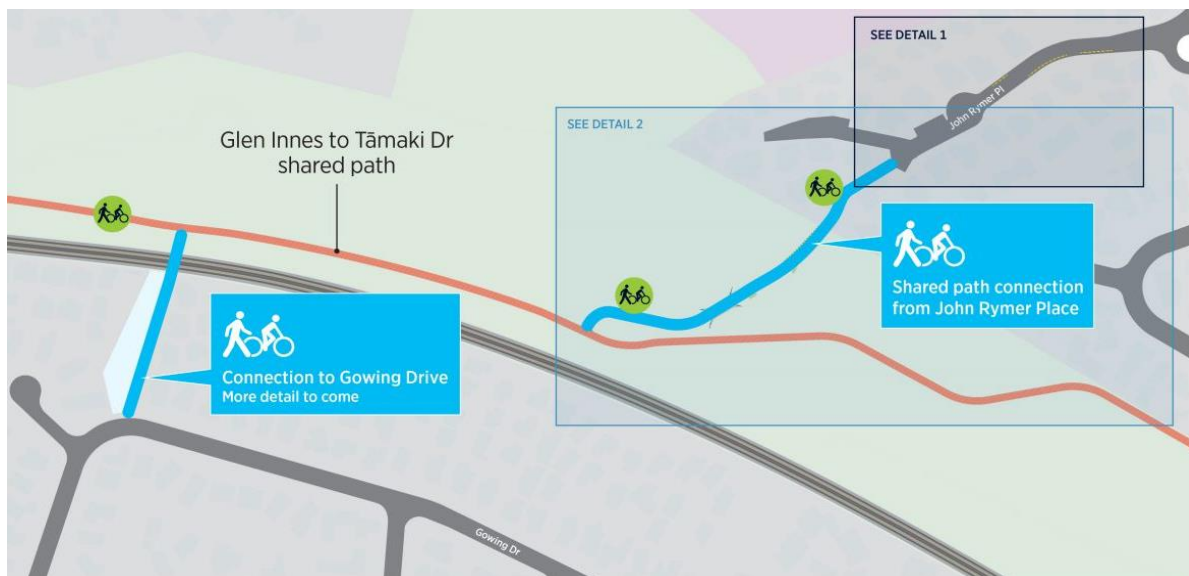 SEE DETAIL 1
John Rymer Pl
SEE DETAIL 2
Glen Innes to Tāmaki Dr
shared path
Shared path connection
from John Rymer Place
Connection to Gowing Drive
More detail to come
Gowing Dr